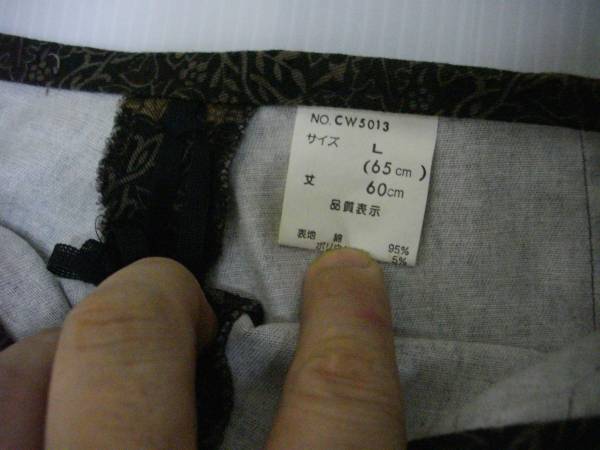 NO. CW5013
サイズ L
(65cm)
丈 60cm
品質表示
表地 綿 95%
5%